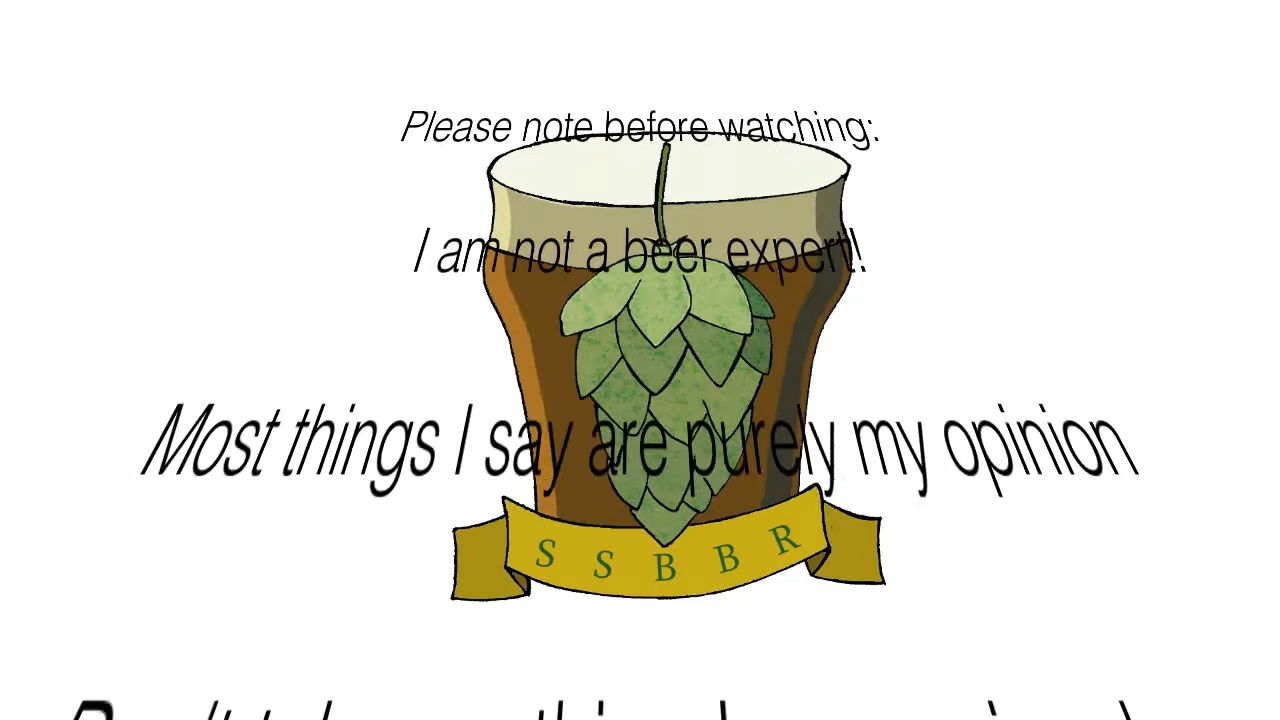 Please note before watching:
I am not a beer expert!
Most things I say are purely my opinion
S S B B R